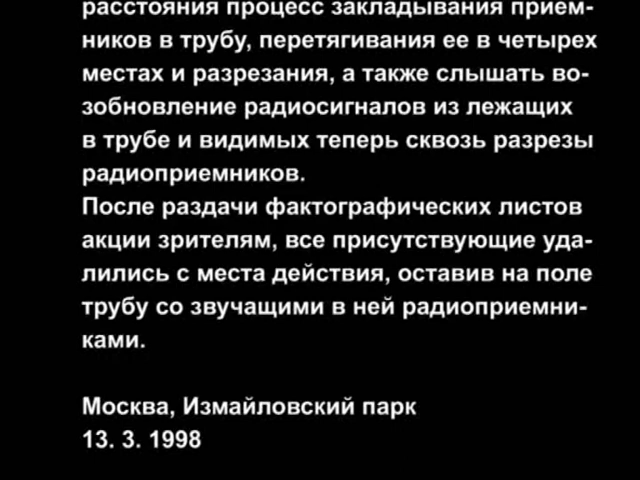 расстояния процесс закладывания прием-
ников в трубу, перетягивания ее в четырех
местах и разрезания, а также слышать во-
зобновление радиосигналов из лежащих
в трубе и видимых теперь сквозь разрезы
радиоприемников.
После раздачи фактографических листов
акции зрителям, все присутствующие уда-
лились с места действия, оставив на поле
трубу со звучащими в ней радиоприемни-
ками.
Москва, Измайловский парк
13. 3. 1998